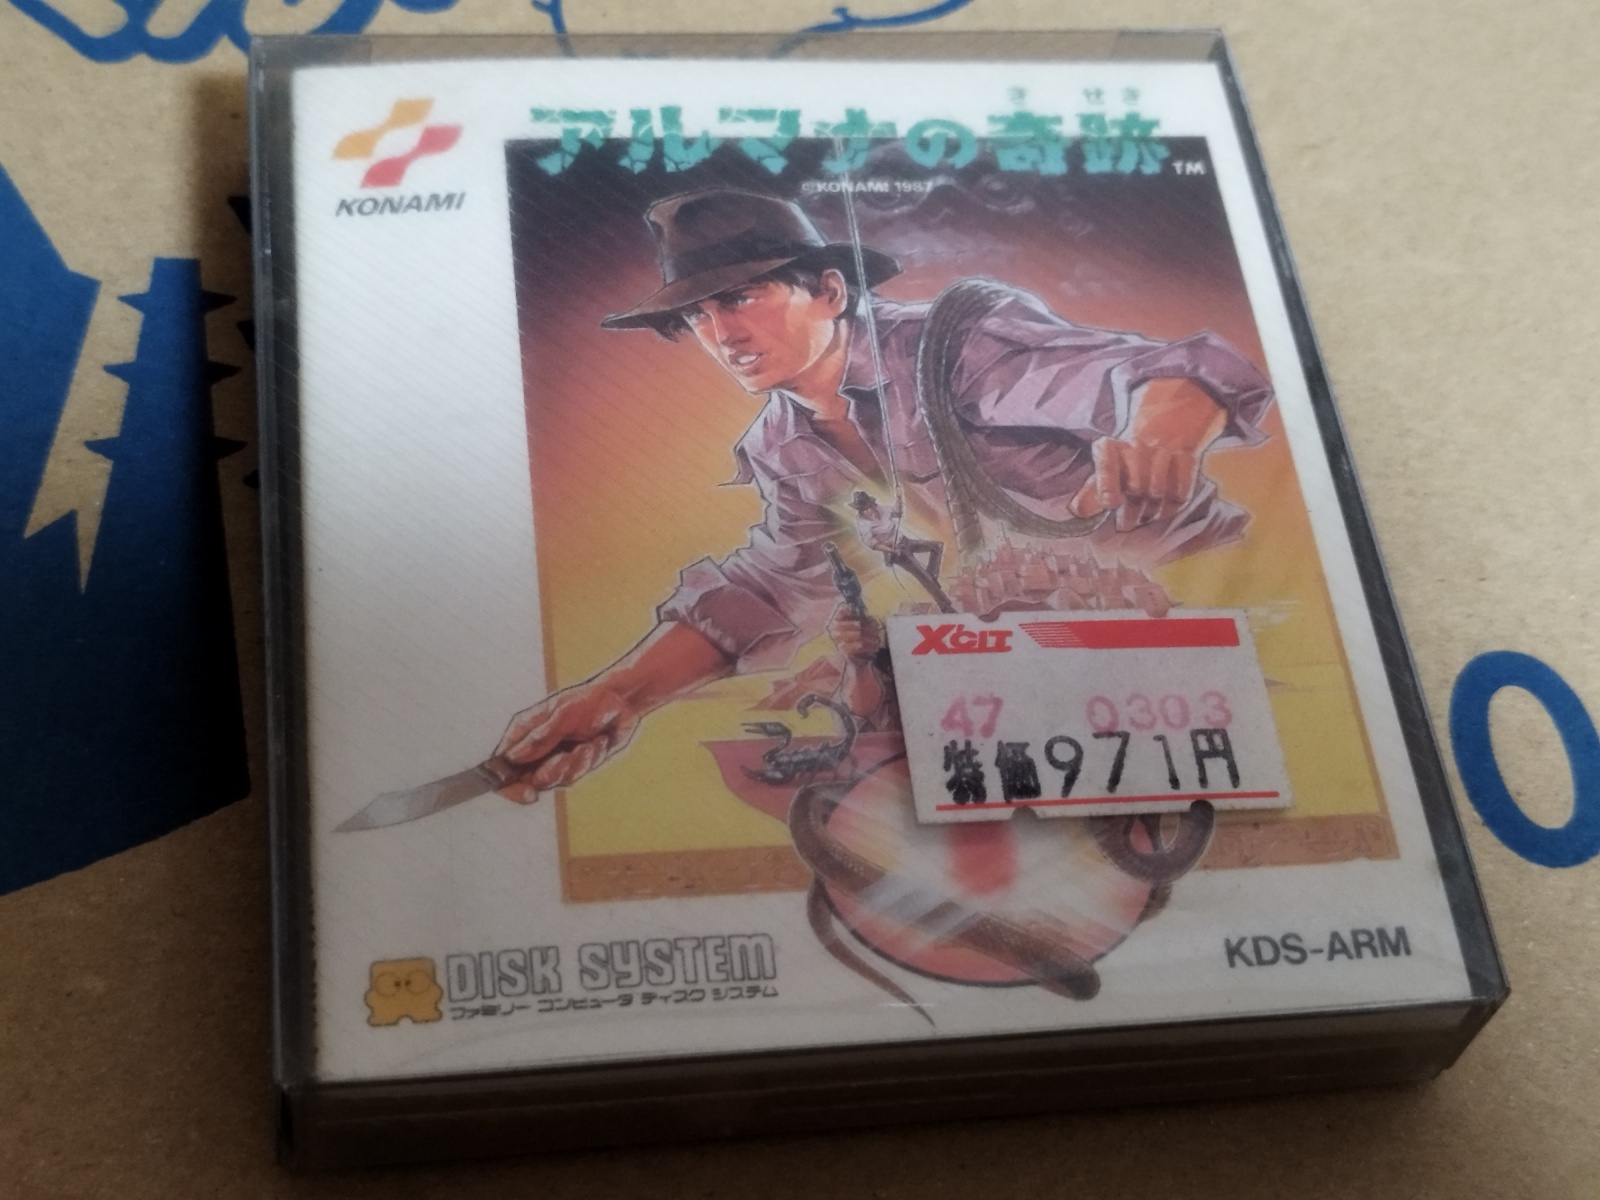 きせき
アルマナの奇跡
TM
©KONAMI 1987
KONAMI
X'CIT
47 0303
特価971円
KDS-ARM
DISK SYSTEM
ファミリー コンピュータ ディスク システム
O